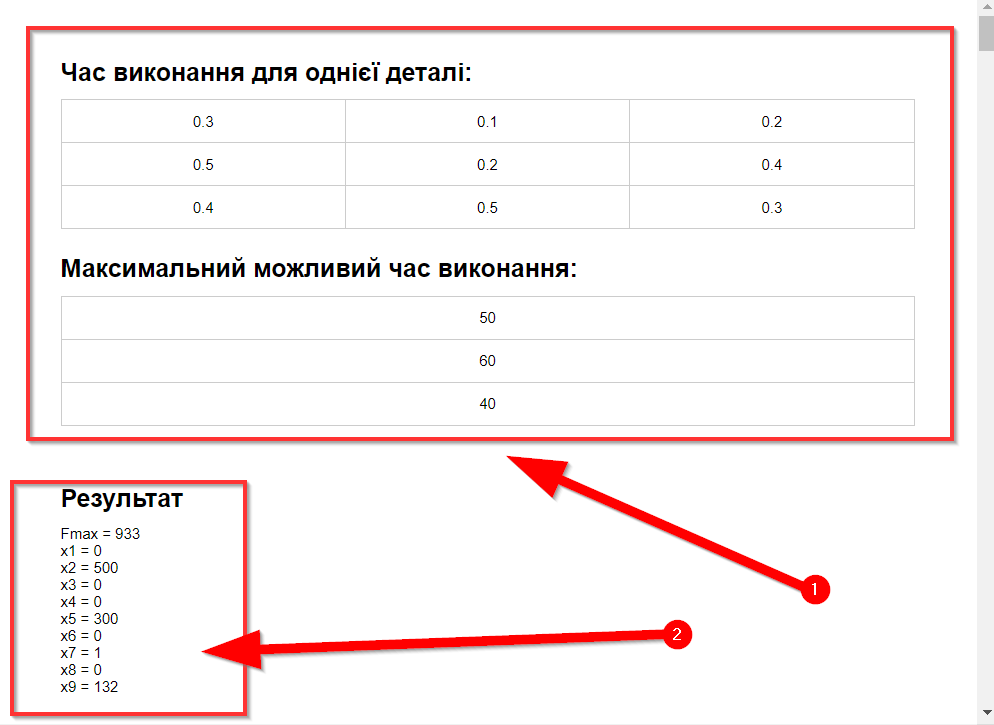 Час виконання для однієї деталі:
0.3 0.1 0.2
0.5 0.2 0.4
0.4 0.5 0.3
Максимальний можливий час виконання:
50
60
40
Результат
Fmax = 933
x1 = 0
x2 = 500
x3 = 0
x4 = 0
x5 = 300
x6 = 0
x7 = 1
x8 = 0
x9 = 132
1
2